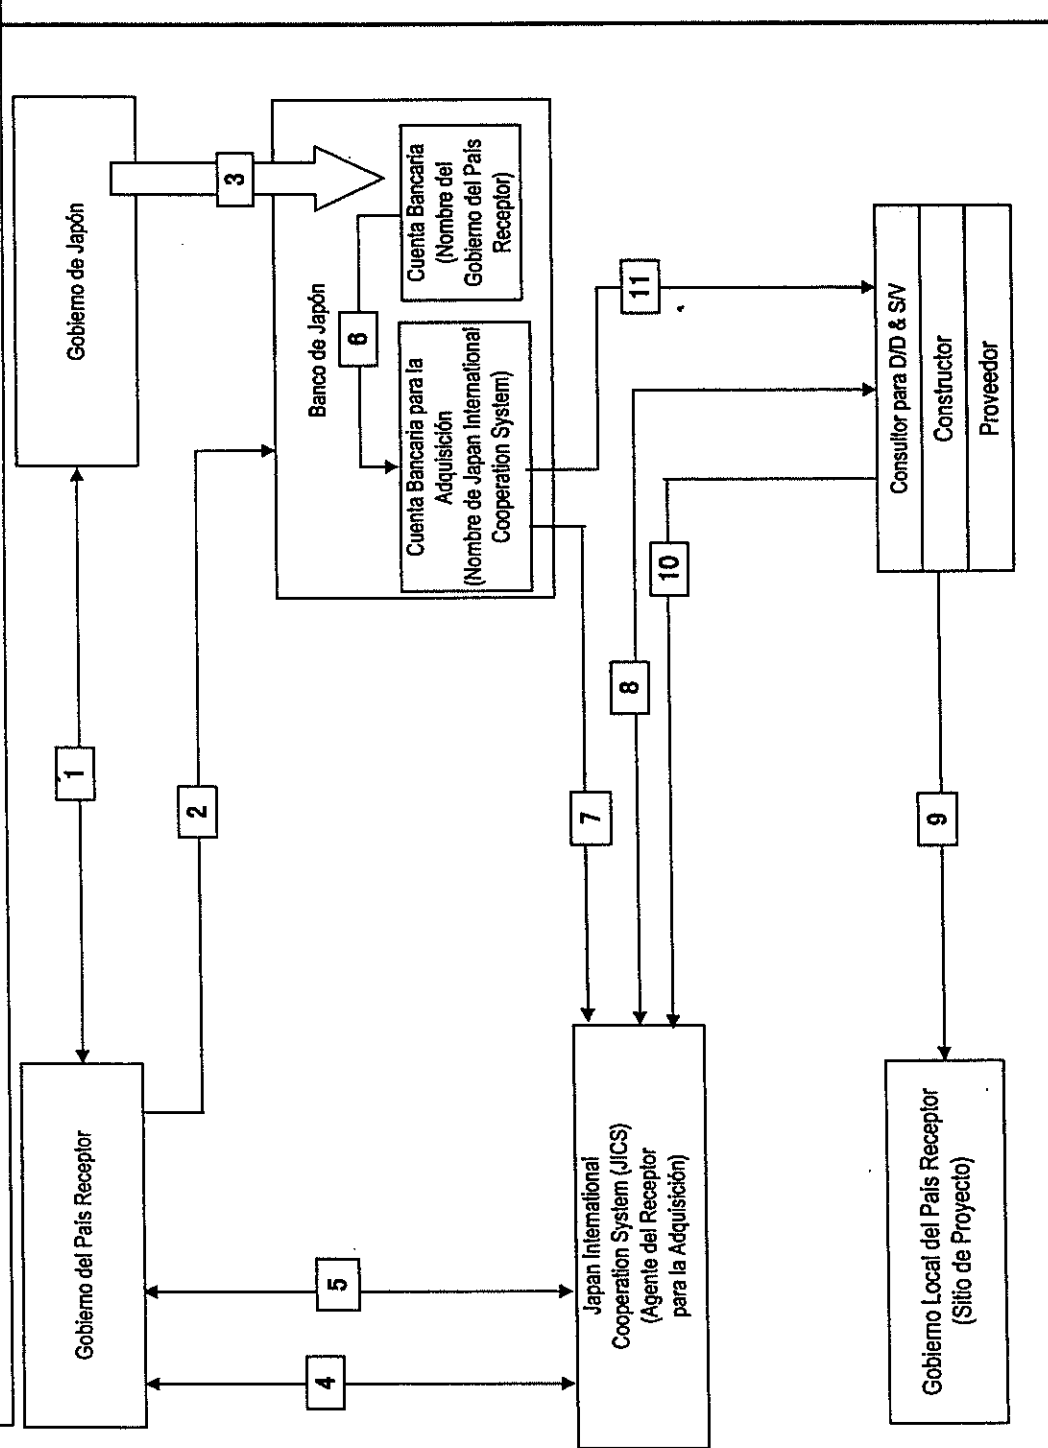 Gobierno del País Receptor
1
Gobierno de Japón
2
3
Banco de Japón
Cuenta Bancaria
(Nombre del
Gobierno del País
Receptor)
6
Cuenta Bancaria para la
Adquisición
(Nombre de Japan International
Cooperation System)
4
5
7
8
10
11
Japan International
Cooperation System (JICS)
(Agente del Receptor
para la Adquisición)
Consultor para D/D & S/V
Constructor
Proveedor
9
Gobierno Local del País Receptor
(Sitio de Proyecto)